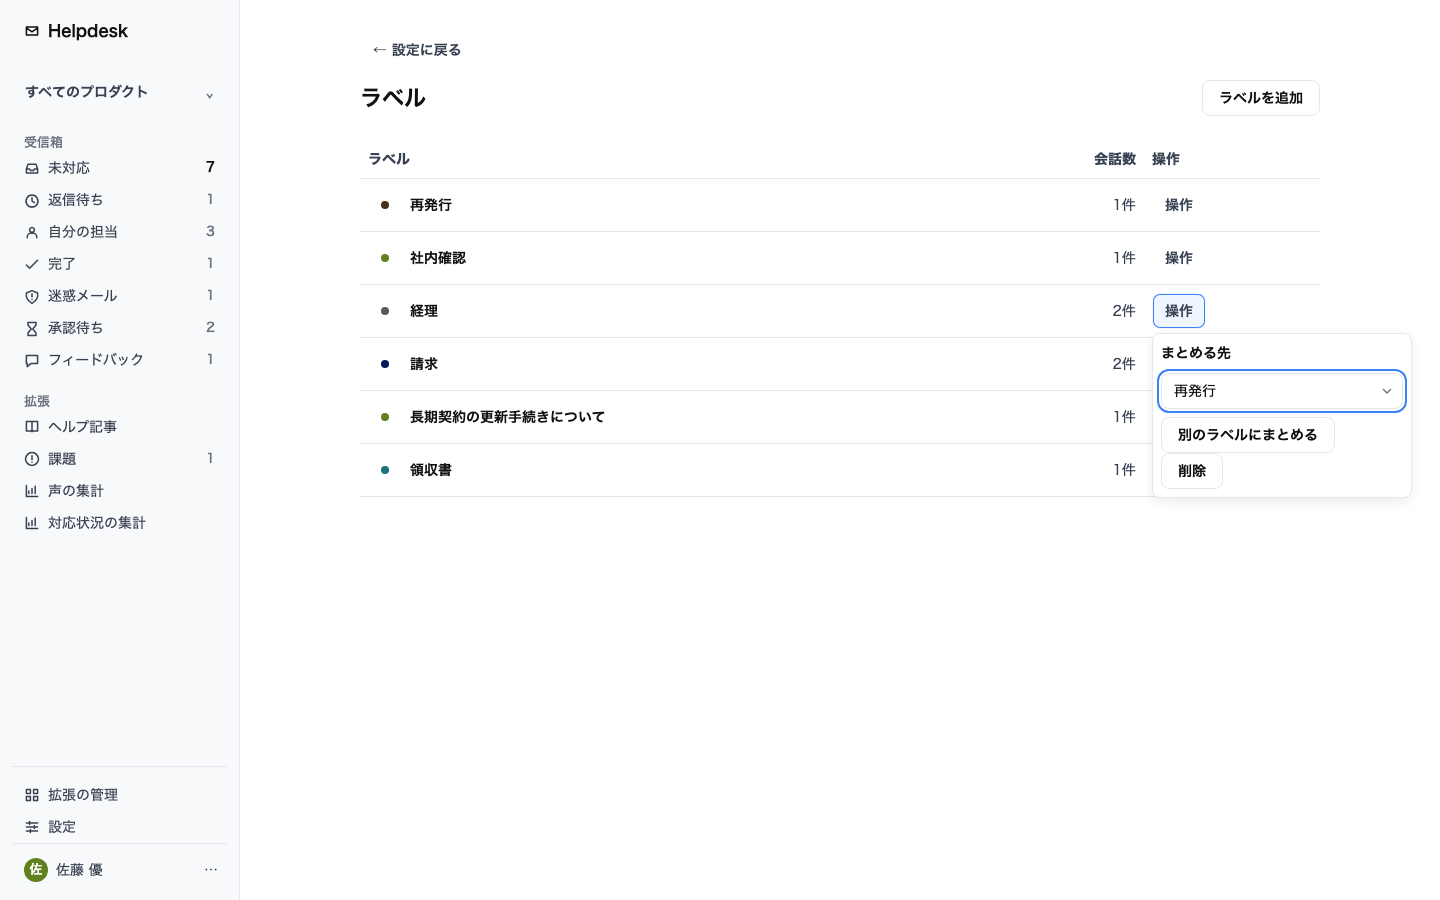 Helpdesk
すべてのプロダクト
受信箱
未対応 7
返信待ち 1
自分の担当 3
完了 1
迷惑メール 1
承認待ち 2
フィードバック 1
拡張
ヘルプ記事
課題 1
声の集計
対応状況の集計
拡張の管理
設定
佐 佐藤 優 …
← 設定に戻る
ラベル
ラベルを追加
ラベル 会話数 操作
再発行 1件 操作
社内確認 1件 操作
経理 2件 操作
請求 2件
長期契約の更新手続きについて 1件
領収書 1件
まとめる先
再発行
別のラベルにまとめる
削除